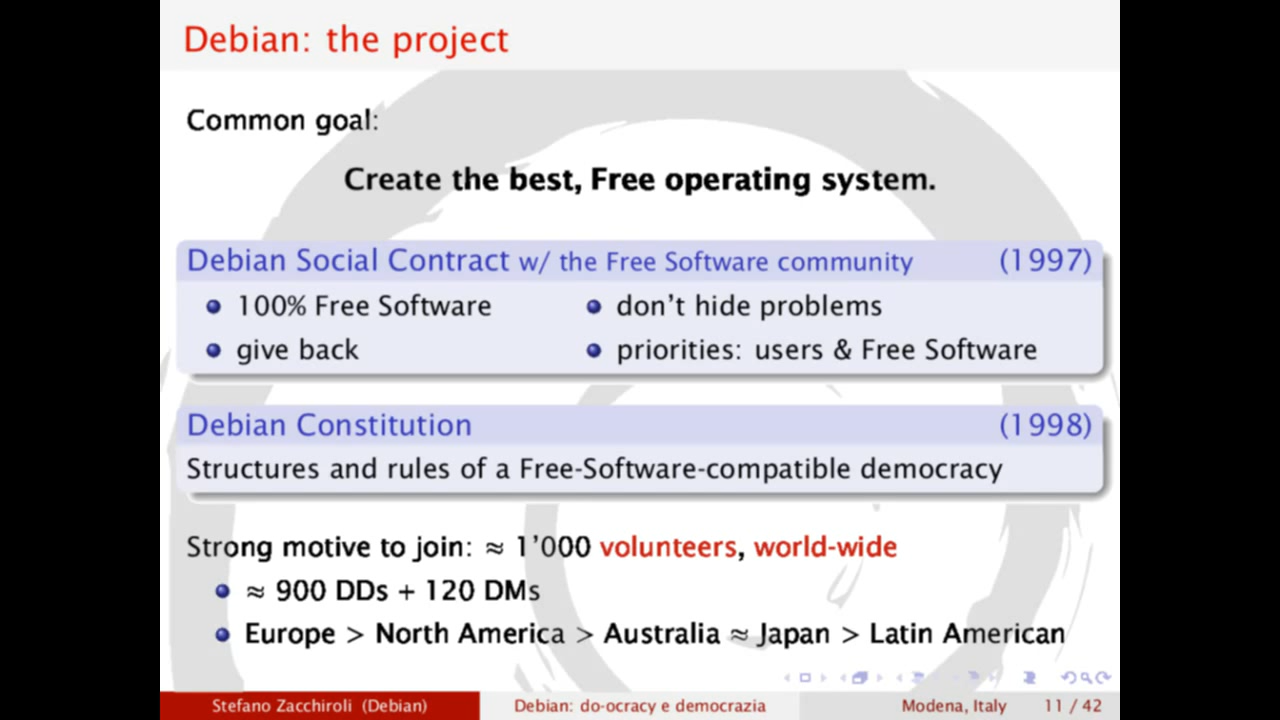 Debian: the project
Common goal:
Create the best, Free operating system.
Debian Social Contract w/ the Free Software community (1997)
100% Free Software
don't hide problems
give back
priorities: users & Free Software
Debian Constitution (1998)
Structures and rules of a Free-Software-compatible democracy
Strong motive to join: ≈ 1'000 volunteers, world-wide
≈ 900 DDs + 120 DMs
Europe > North America > Australia ≈ Japan > Latin American
Stefano Zacchiroli (Debian) Debian: do-ocracy e democrazia Modena, Italy 11 / 42